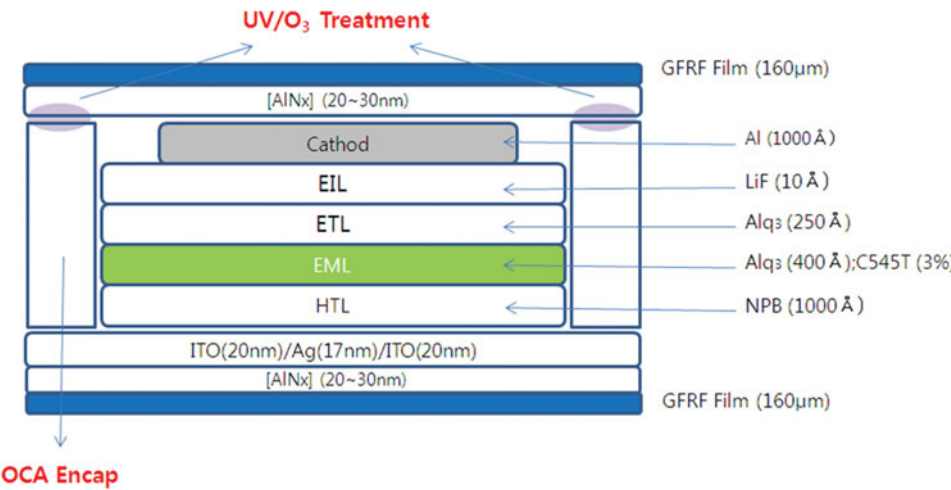 UV/O₃ Treatment
GFRF Film (160µm)
[AlNx] (20~30nm)
Cathod
Al (1000Å)
EIL
LiF (10Å)
ETL
Alq₃ (250Å)
EML
Alq₃ (400Å);C545T (3%)
HTL
NPB (1000Å)
ITO(20nm)/Ag(17nm)/ITO(20nm)
[AlNx] (20~30nm)
GFRF Film (160µm)
OCA Encap